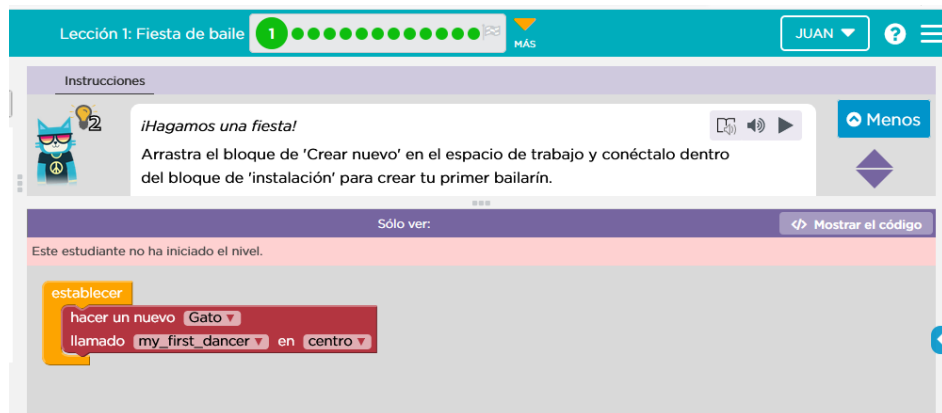 Lección 1: Fiesta de baile
1
MÁS
JUAN
?
Instrucciones
2
¡Hagamos una fiesta!
Arrastra el bloque de 'Crear nuevo' en el espacio de trabajo y conéctalo dentro
del bloque de 'instalación' para crear tu primer bailarín.
Menos
Sólo ver:
</> Mostrar el código
Este estudiante no ha iniciado el nivel.
establecer
hacer un nuevo Gato
llamado my_first_dancer en centro